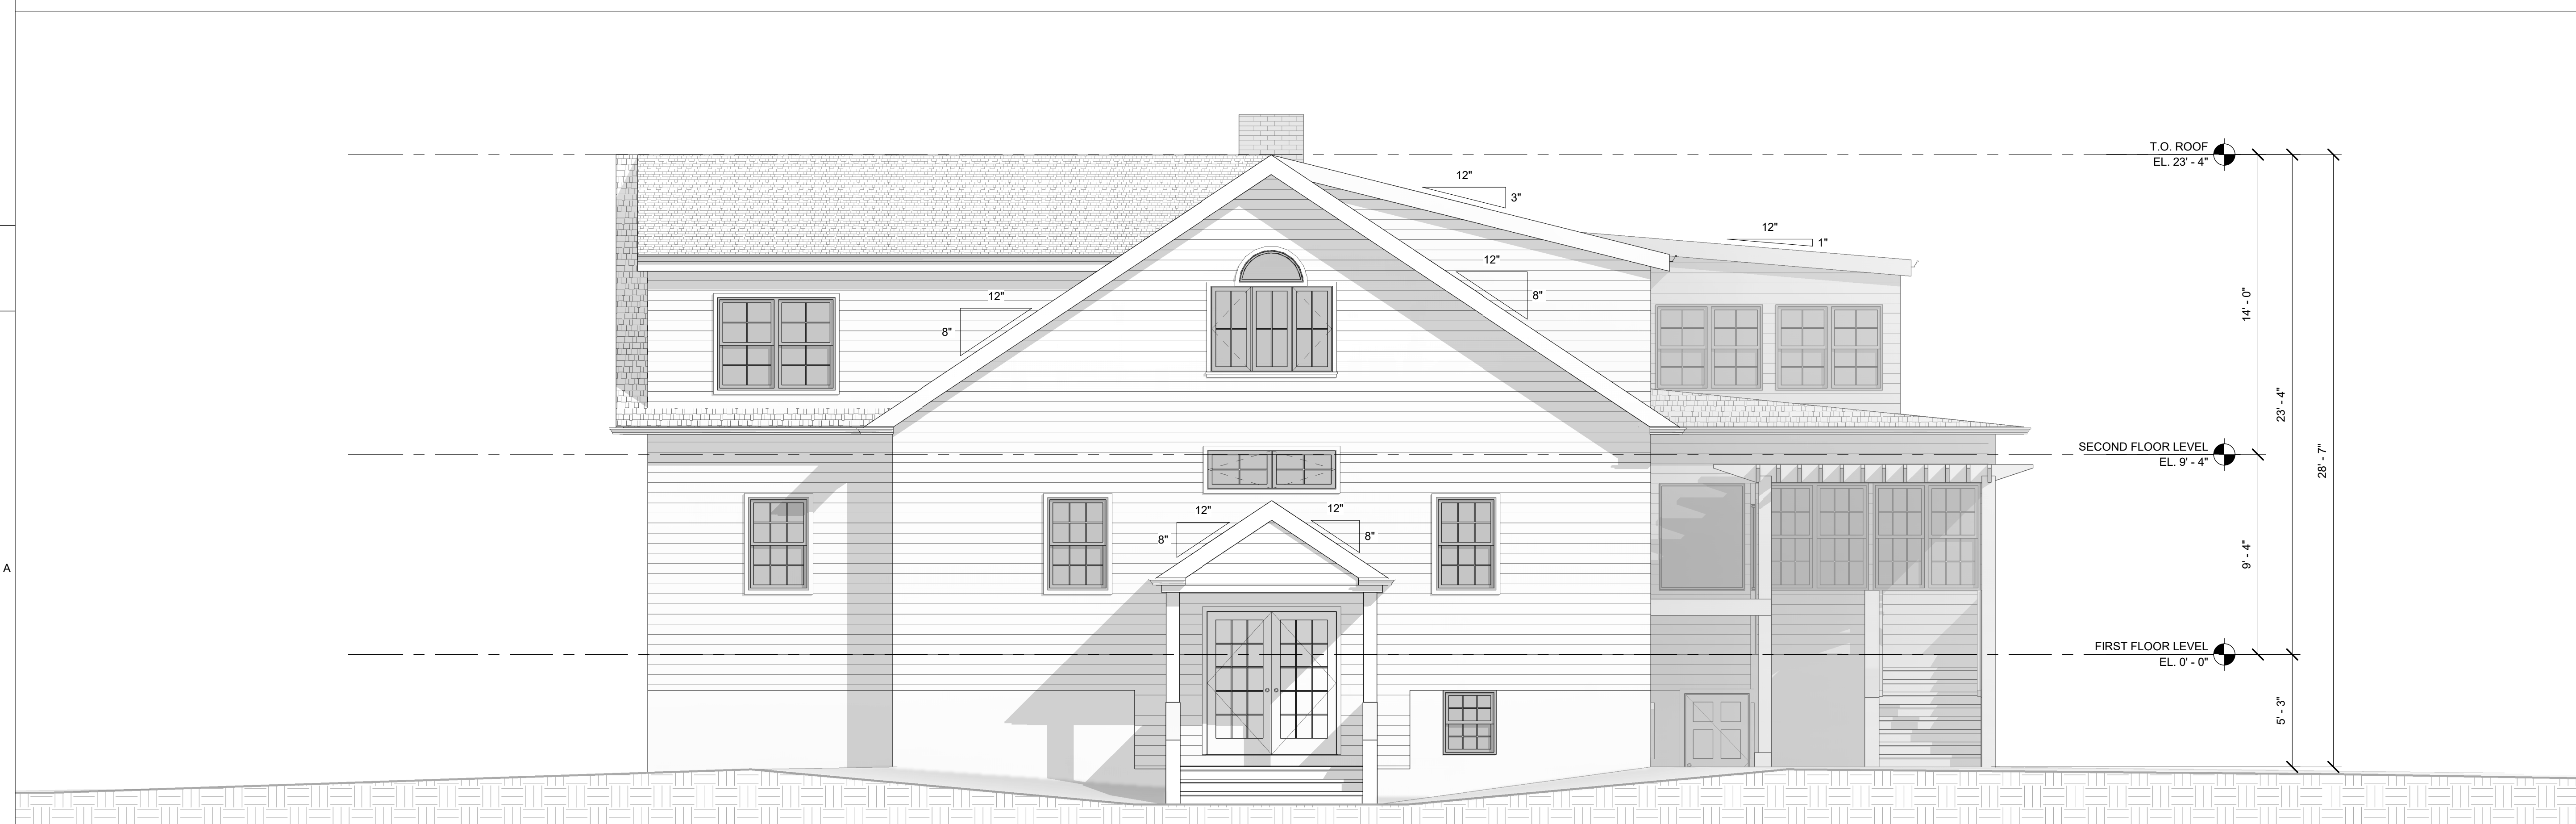 T.O. ROOF
EL. 23' - 4"
12"
3"
12"
1"
12"
8"
12"
8"
14' - 0"
23' - 4"
28' - 7"
SECOND FLOOR LEVEL
EL. 9' - 4"
12"
8"
12"
8"
9' - 4"
A
FIRST FLOOR LEVEL
EL. 0' - 0"
5' - 3"